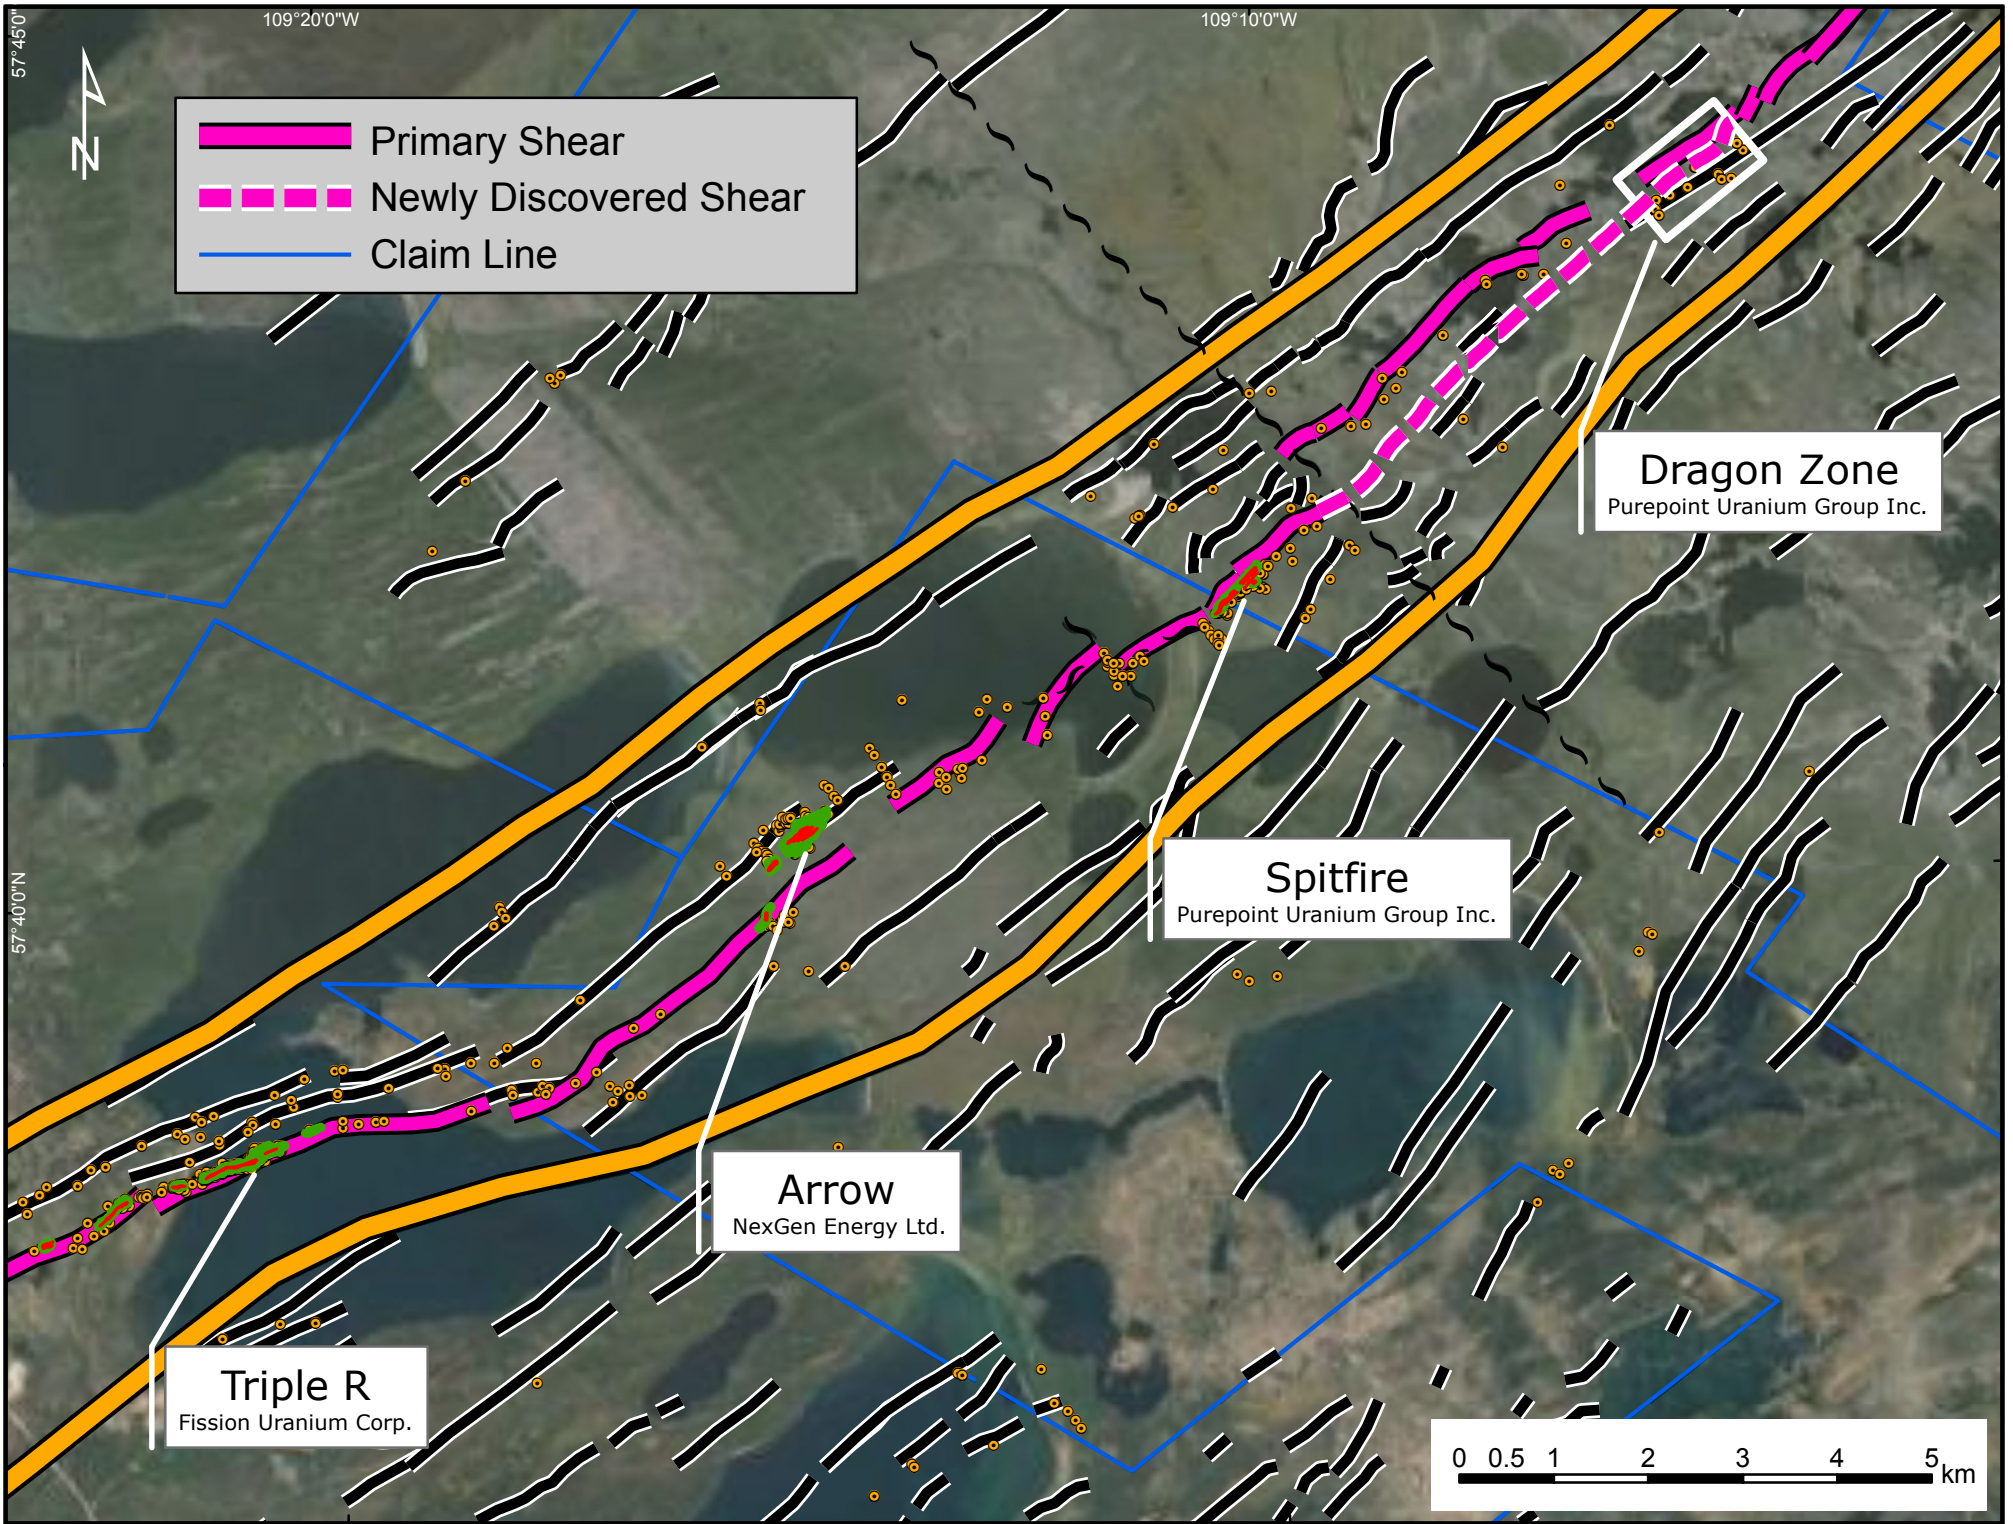 109°20'0"W
109°10'0"W
57°45'0"
N
Primary Shear
Newly Discovered Shear
Claim Line
Dragon Zone
Purepoint Uranium Group Inc.
Spitfire
Purepoint Uranium Group Inc.
57°40'0"N
Arrow
NexGen Energy Ltd.
Triple R
Fission Uranium Corp.
0 0.5 1 2 3 4 5 km